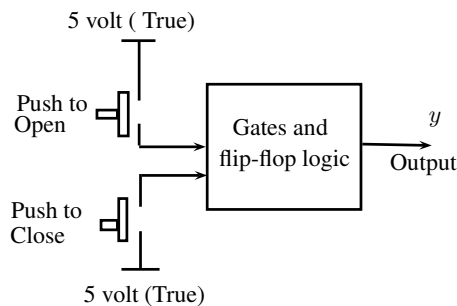 5 volt ( True)
Push to
Open
Gates and
flip-flop logic
y
Output
Push to
Close
5 volt (True)